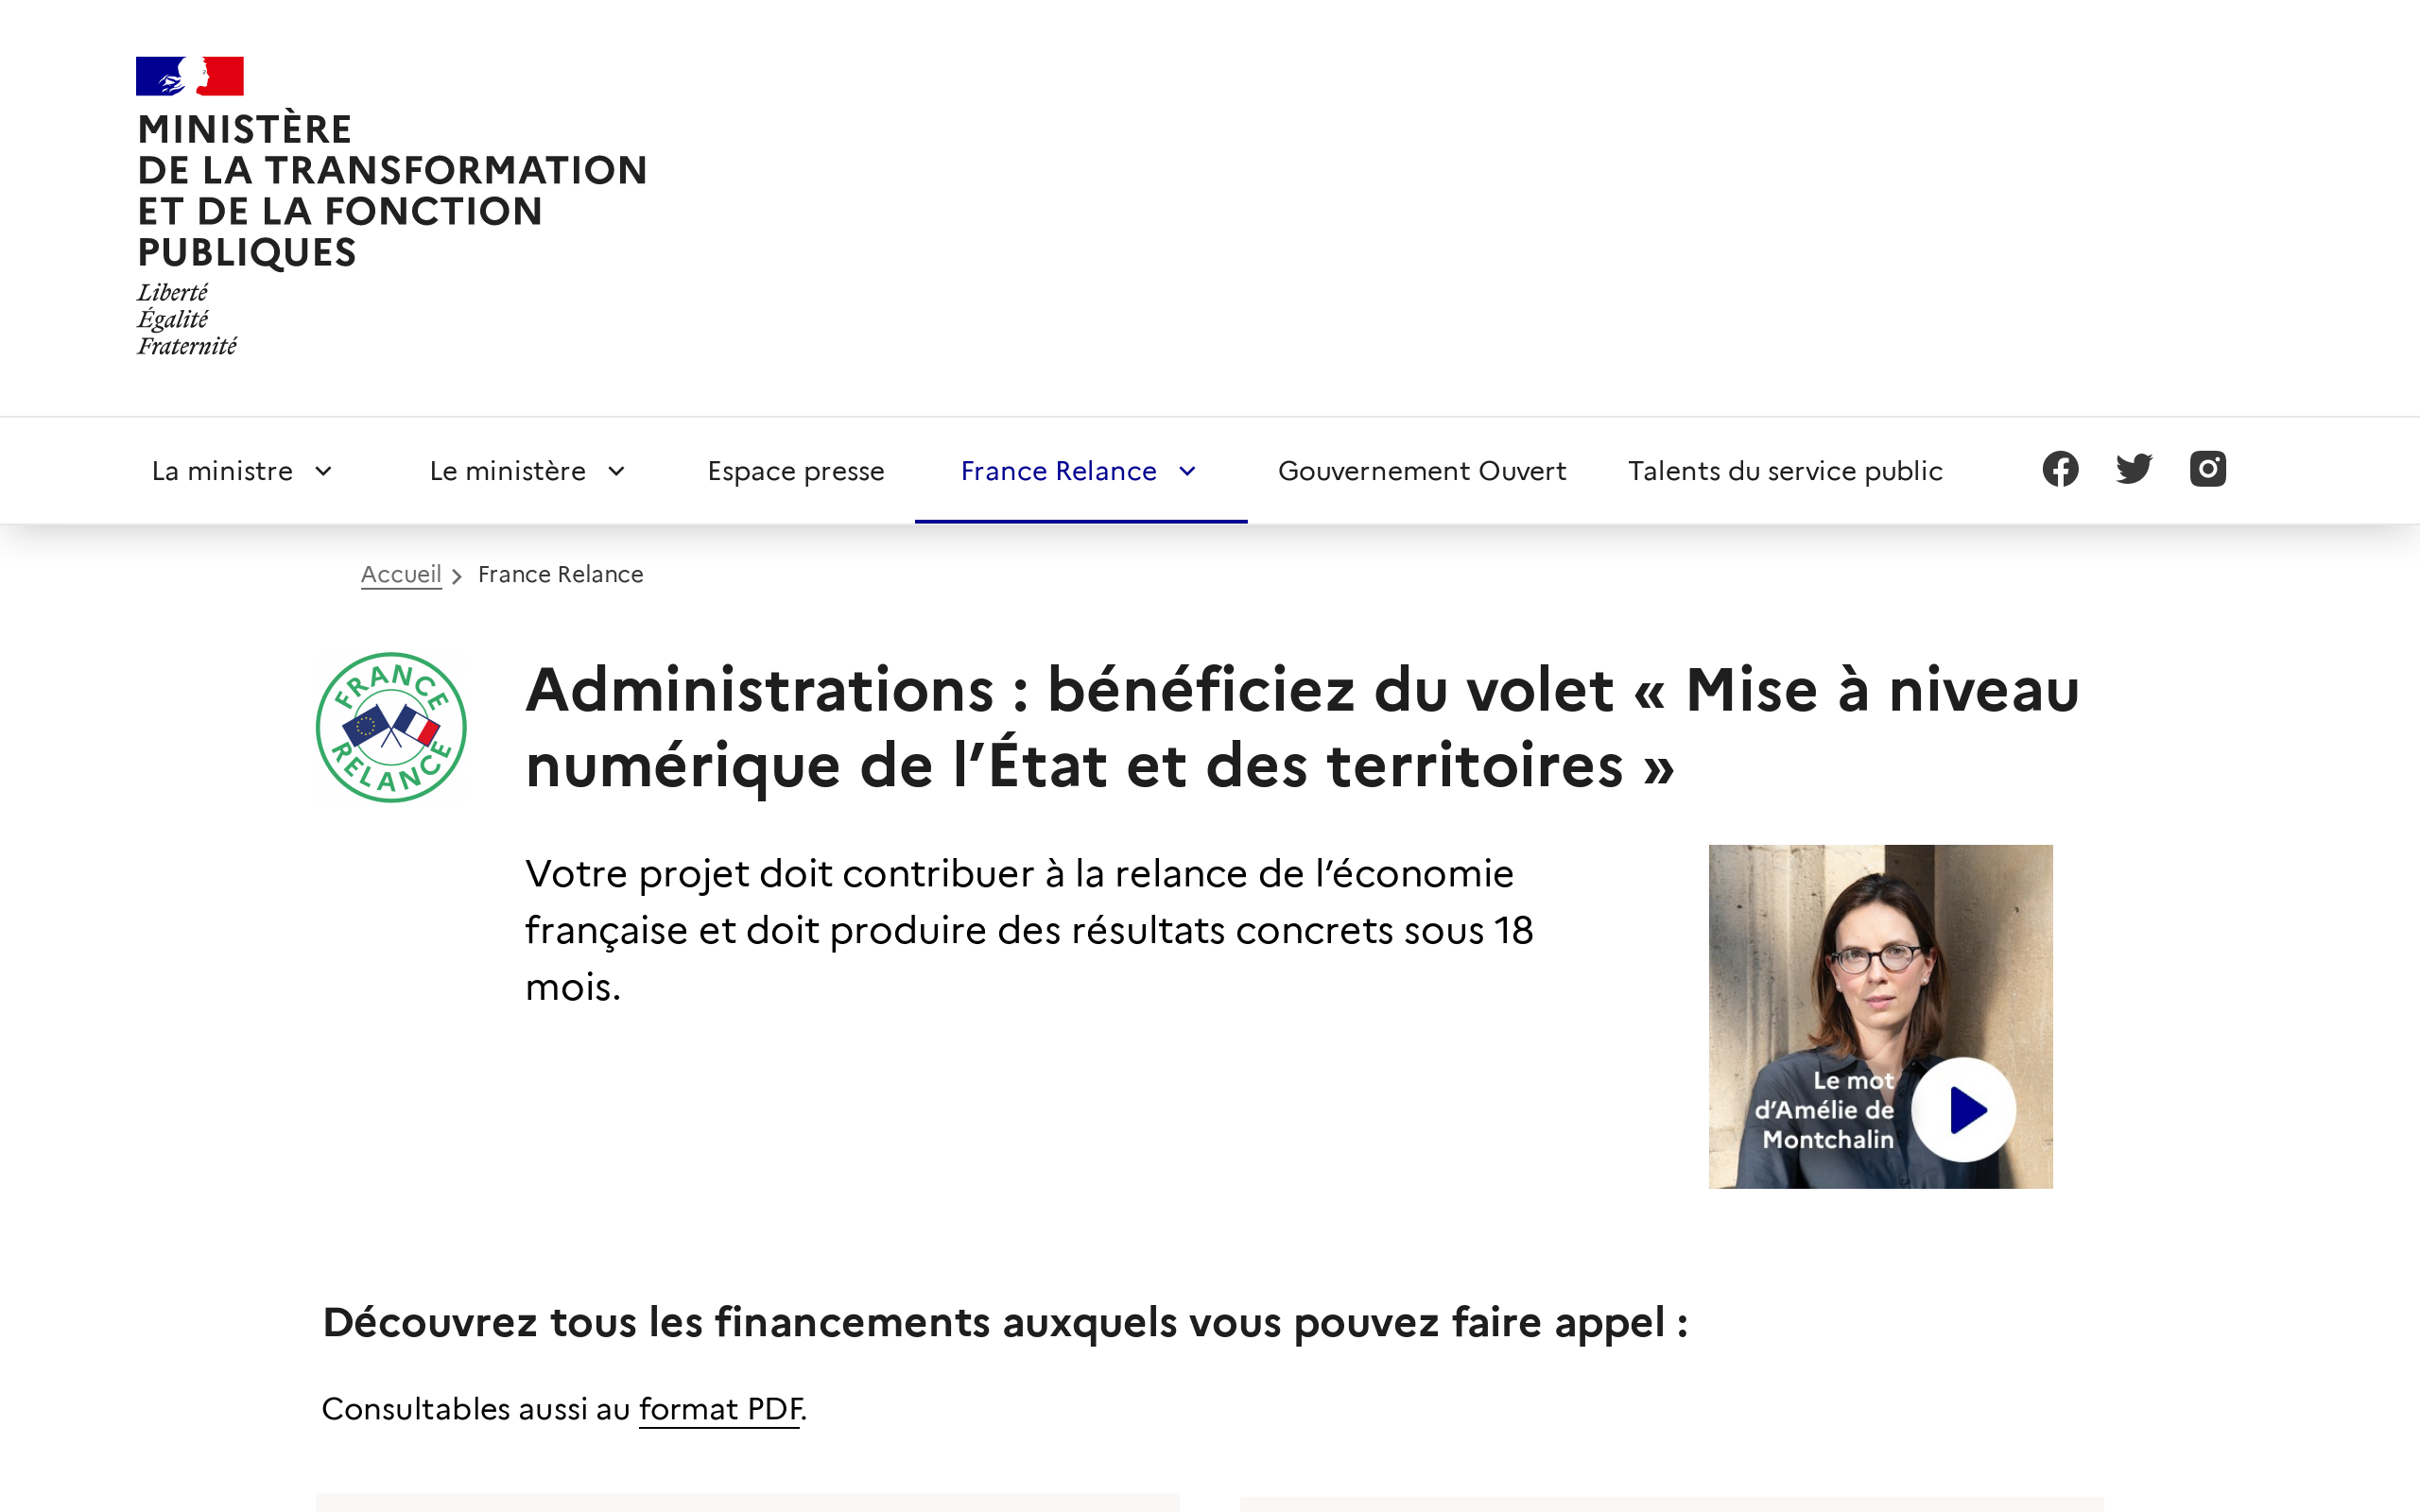 MINISTÈRE
DE LA TRANSFORMATION
ET DE LA FONCTION
PUBLIQUES
Liberté
Égalité
Fraternité
La ministre
Le ministère
Espace presse
France Relance
Gouvernement Ouvert
Talents du service public
Accueil
France Relance
FRANCE
RELANCE
Administrations : bénéficiez du volet « Mise à niveau
numérique de l’État et des territoires »
Votre projet doit contribuer à la relance de l’économie
française et doit produire des résultats concrets sous 18
mois.
Le mot
d’Amélie de
Montchalin
Découvrez tous les financements auxquels vous pouvez faire appel :
Consultables aussi au format PDF.